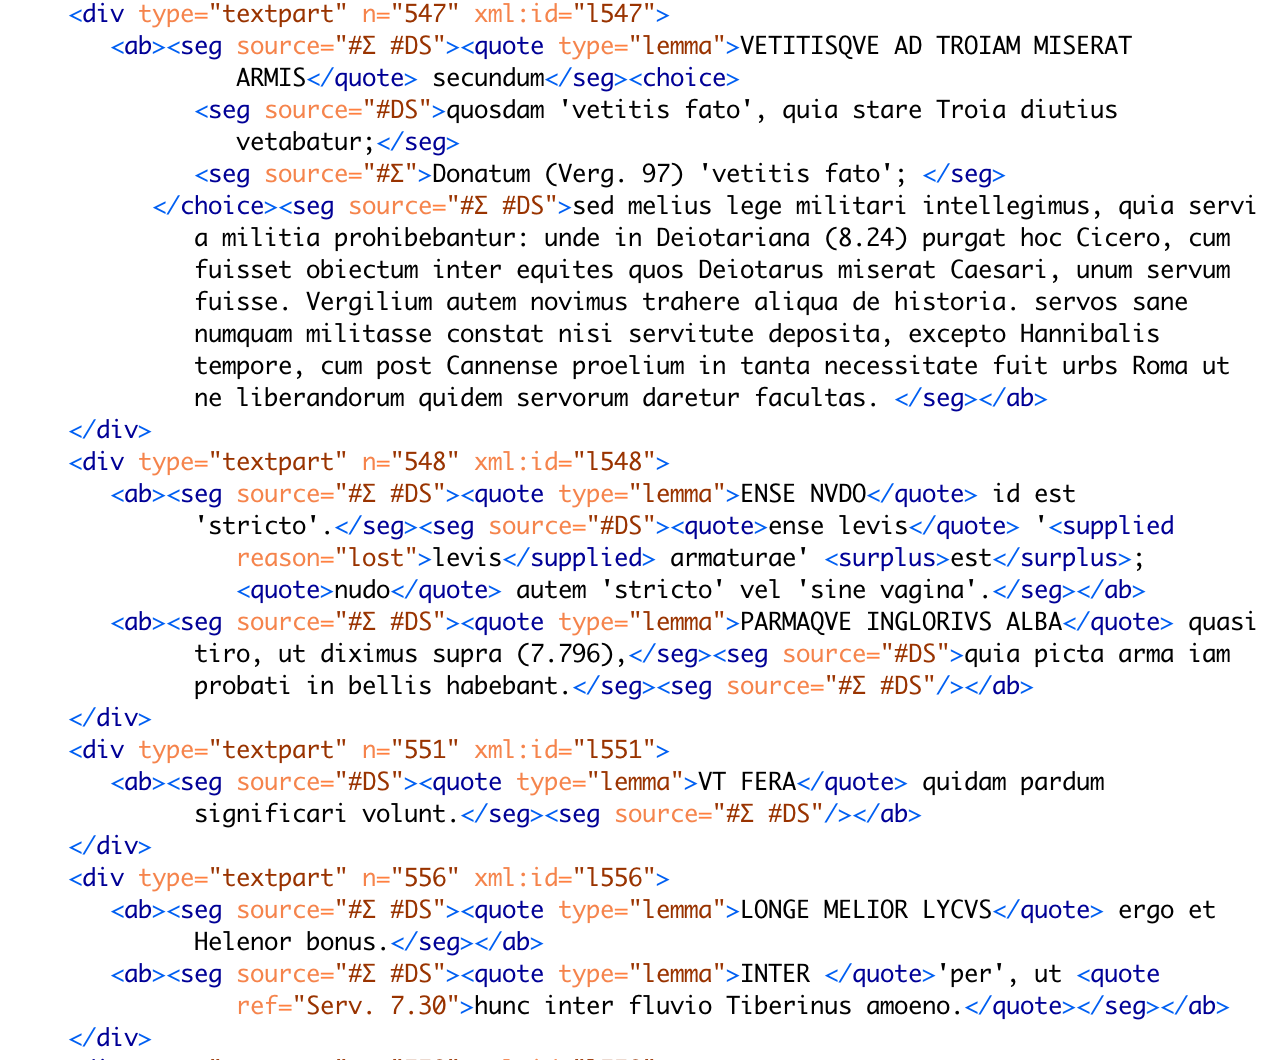 <div type="textpart" n="547" xml:id="l547">
<ab><seg source="#Σ #DS"><quote type="lemma">VETITISQVE AD TROIAM MISERAT
ARMIS</quote> secundum</seg><choice>
<seg source="#DS">quosdam 'vetitis fato', quia stare Troia diutius
vetabatur;</seg>
<seg source="#Σ">Donatum (Verg. 97) 'vetitis fato'; </seg>
</choice><seg source="#Σ #DS">sed melius lege militari intellegimus, quia servi
a militia prohibebantur: unde in Deiotariana (8.24) purgat hoc Cicero, cum
fuisset obiectum inter equites quos Deiotarus miserat Caesari, unum servum
fuisse. Vergilium autem novimus trahere aliqua de historia. servos sane
numquam militasse constat nisi servitute deposita, excepto Hannibalis
tempore, cum post Cannense proelium in tanta necessitate fuit urbs Roma ut
ne liberandorum quidem servorum daretur facultas. </seg></ab>
</div>
<div type="textpart" n="548" xml:id="l548">
<ab><seg source="#Σ #DS"><quote type="lemma">ENSE NVDO</quote> id est
'stricto'.</seg><seg source="#DS"><quote>ense levis</quote> '<supplied
reason="lost">levis</supplied> armaturae' <surplus>est</surplus>;
<quote>nudo</quote> autem 'stricto' vel 'sine vagina'.</seg></ab>
<ab><seg source="#Σ #DS"><quote type="lemma">PARMAQVE INGLORIVS ALBA</quote> quasi
tiro, ut diximus supra (7.796),</seg><seg source="#DS">quia picta arma iam
probati in bellis habebant.</seg><seg source="#Σ #DS"/></ab>
</div>
<div type="textpart" n="551" xml:id="l551">
<ab><seg source="#DS"><quote type="lemma">VT FERA</quote> quidam pardum
significari volunt.</seg><seg source="#Σ #DS"/></ab>
</div>
<div type="textpart" n="556" xml:id="l556">
<ab><seg source="#Σ #DS"><quote type="lemma">LONGE MELIOR LYCVS</quote> ergo et
Helenor bonus.</seg></ab>
<ab><seg source="#Σ #DS"><quote type="lemma">INTER </quote>'per', ut <quote
ref="Serv. 7.30">hunc inter fluvio Tiberinus amoeno.</quote></seg></ab>
</div>